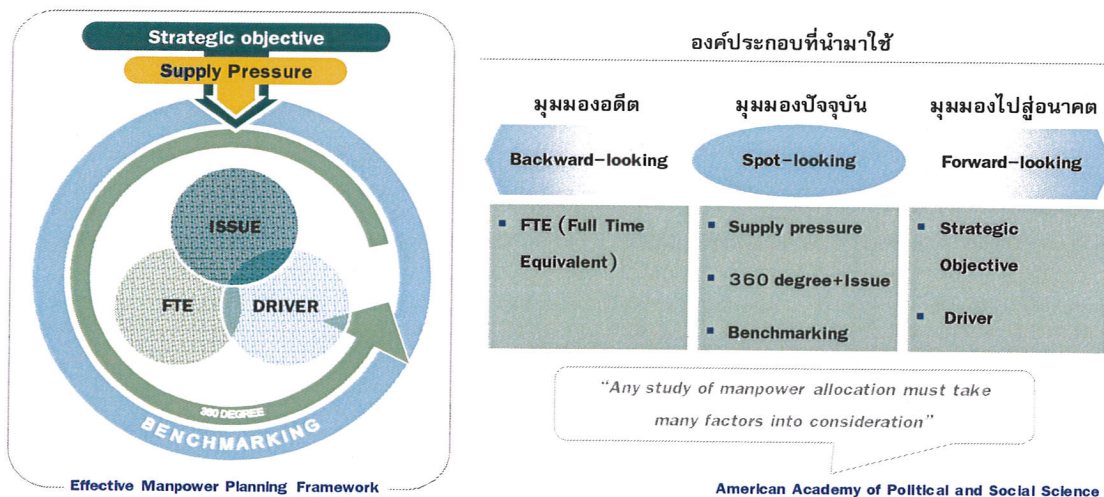 Strategic objective
Supply Pressure
ISSUE
FTE
DRIVER
360 DEGREE
BENCHMARKING
Effective Manpower Planning Framework
องค์ประกอบที่นำมาใช้
มุมมองอดีต
มุมมองปัจจุบัน
มุมมองไปสู่อนาคต
Backward-looking
Spot-looking
Forward-looking
▪ FTE (Full Time
Equivalent)
▪ Supply pressure
▪ 360 degree+Issue
▪ Benchmarking
▪ Strategic
Objective
▪ Driver
"Any study of manpower allocation must take
many factors into consideration"
American Academy of Political and Social Science